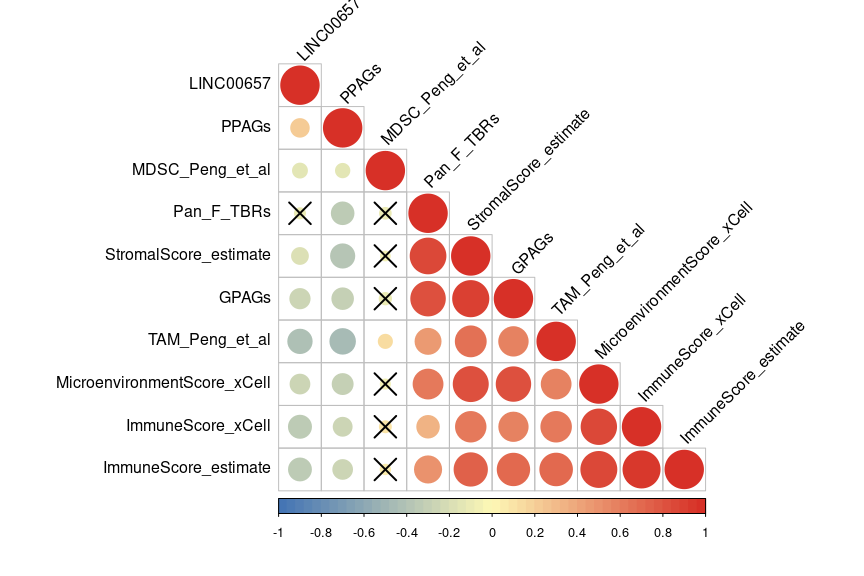 LINC00657
PPAGs
MDSC_Peng_et_al
Pan_F_TBRs
StromalScore_estimate
GPAGs
TAM_Peng_et_al
MicroenvironmentScore_xCell
ImmuneScore_xCell
ImmuneScore_estimate
LINC00657
PPAGs
MDSC_Peng_et_al
Pan_F_TBRs
StromalScore_estimate
GPAGs
TAM_Peng_et_al
MicroenvironmentScore_xCell
ImmuneScore_xCell
ImmuneScore_estimate
-1 -0.8 -0.6 -0.4 -0.2 0 0.2 0.4 0.6 0.8 1